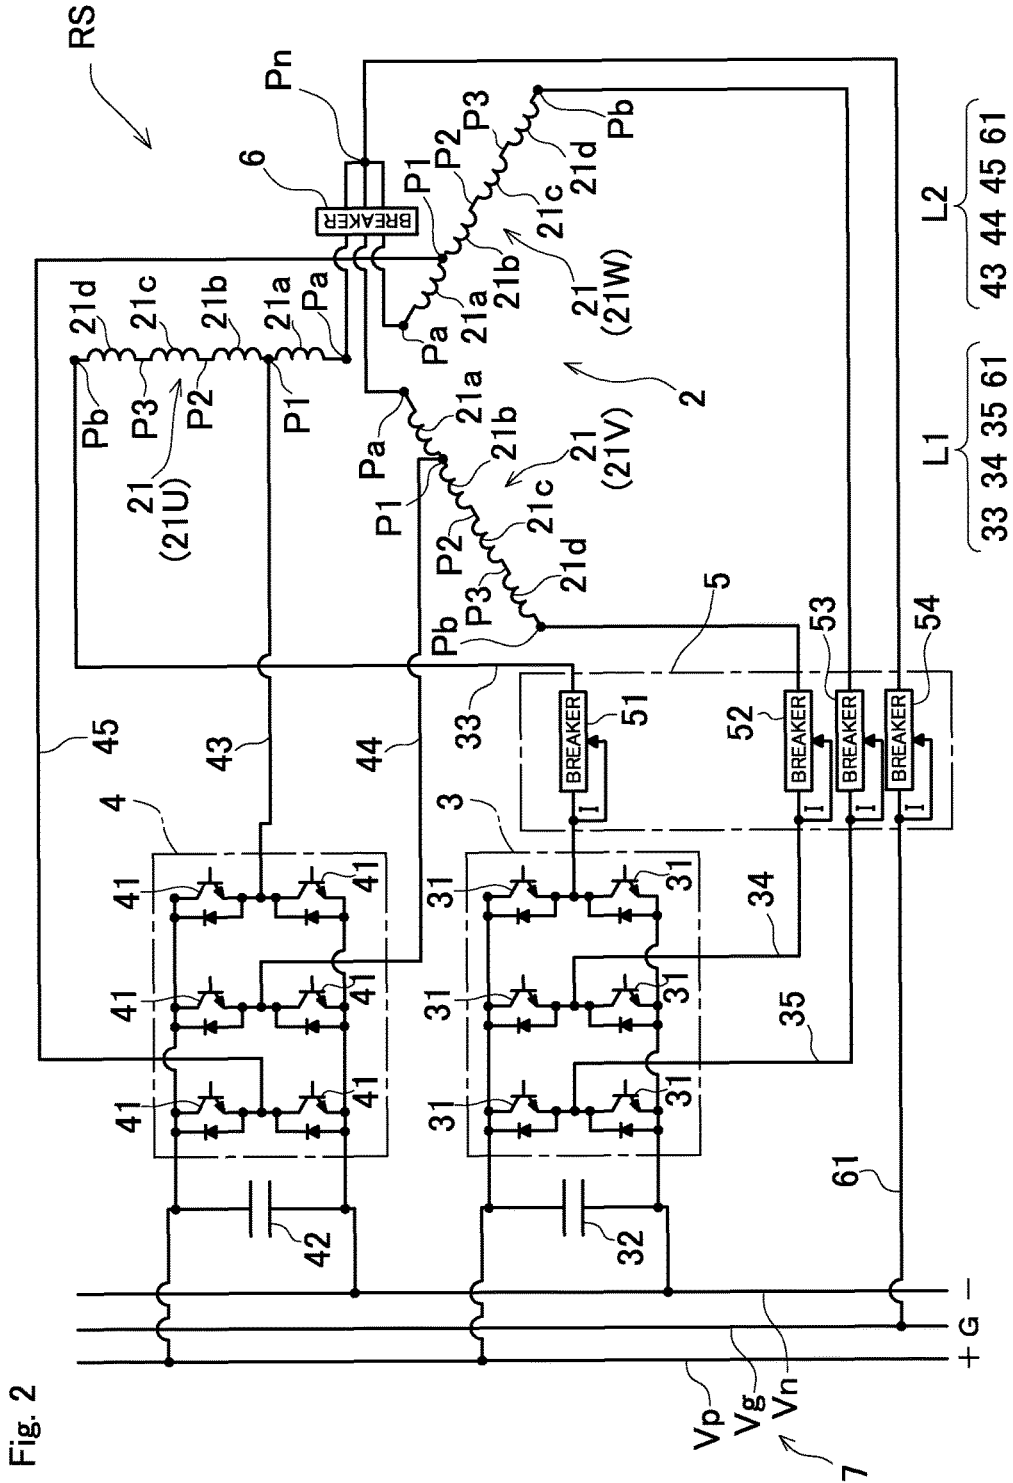 Fig. 2
RS
45
4
41
41
41
41
41
41
42
43
44
21d
21c
21b
21a
Pa
Pb
P3
P2
P1
21
(21U)
6
Pn
BREAKER
3
31
31
31
31
31
31
32
33
34
35
61
Pa
21a
21b
21c
21d
P1
P2
P3
Pb
21
(21V)
P1
P2
P3
Pb
Pa
21a
21b
21c
21d
21
(21W)
2
5
BREAKER
51
52
BREAKER
I
53
BREAKER
I
54
BREAKER
I
Vp
Vg
Vn
7
+ G −
L1
33 34 35 61
L2
43 44 45 61